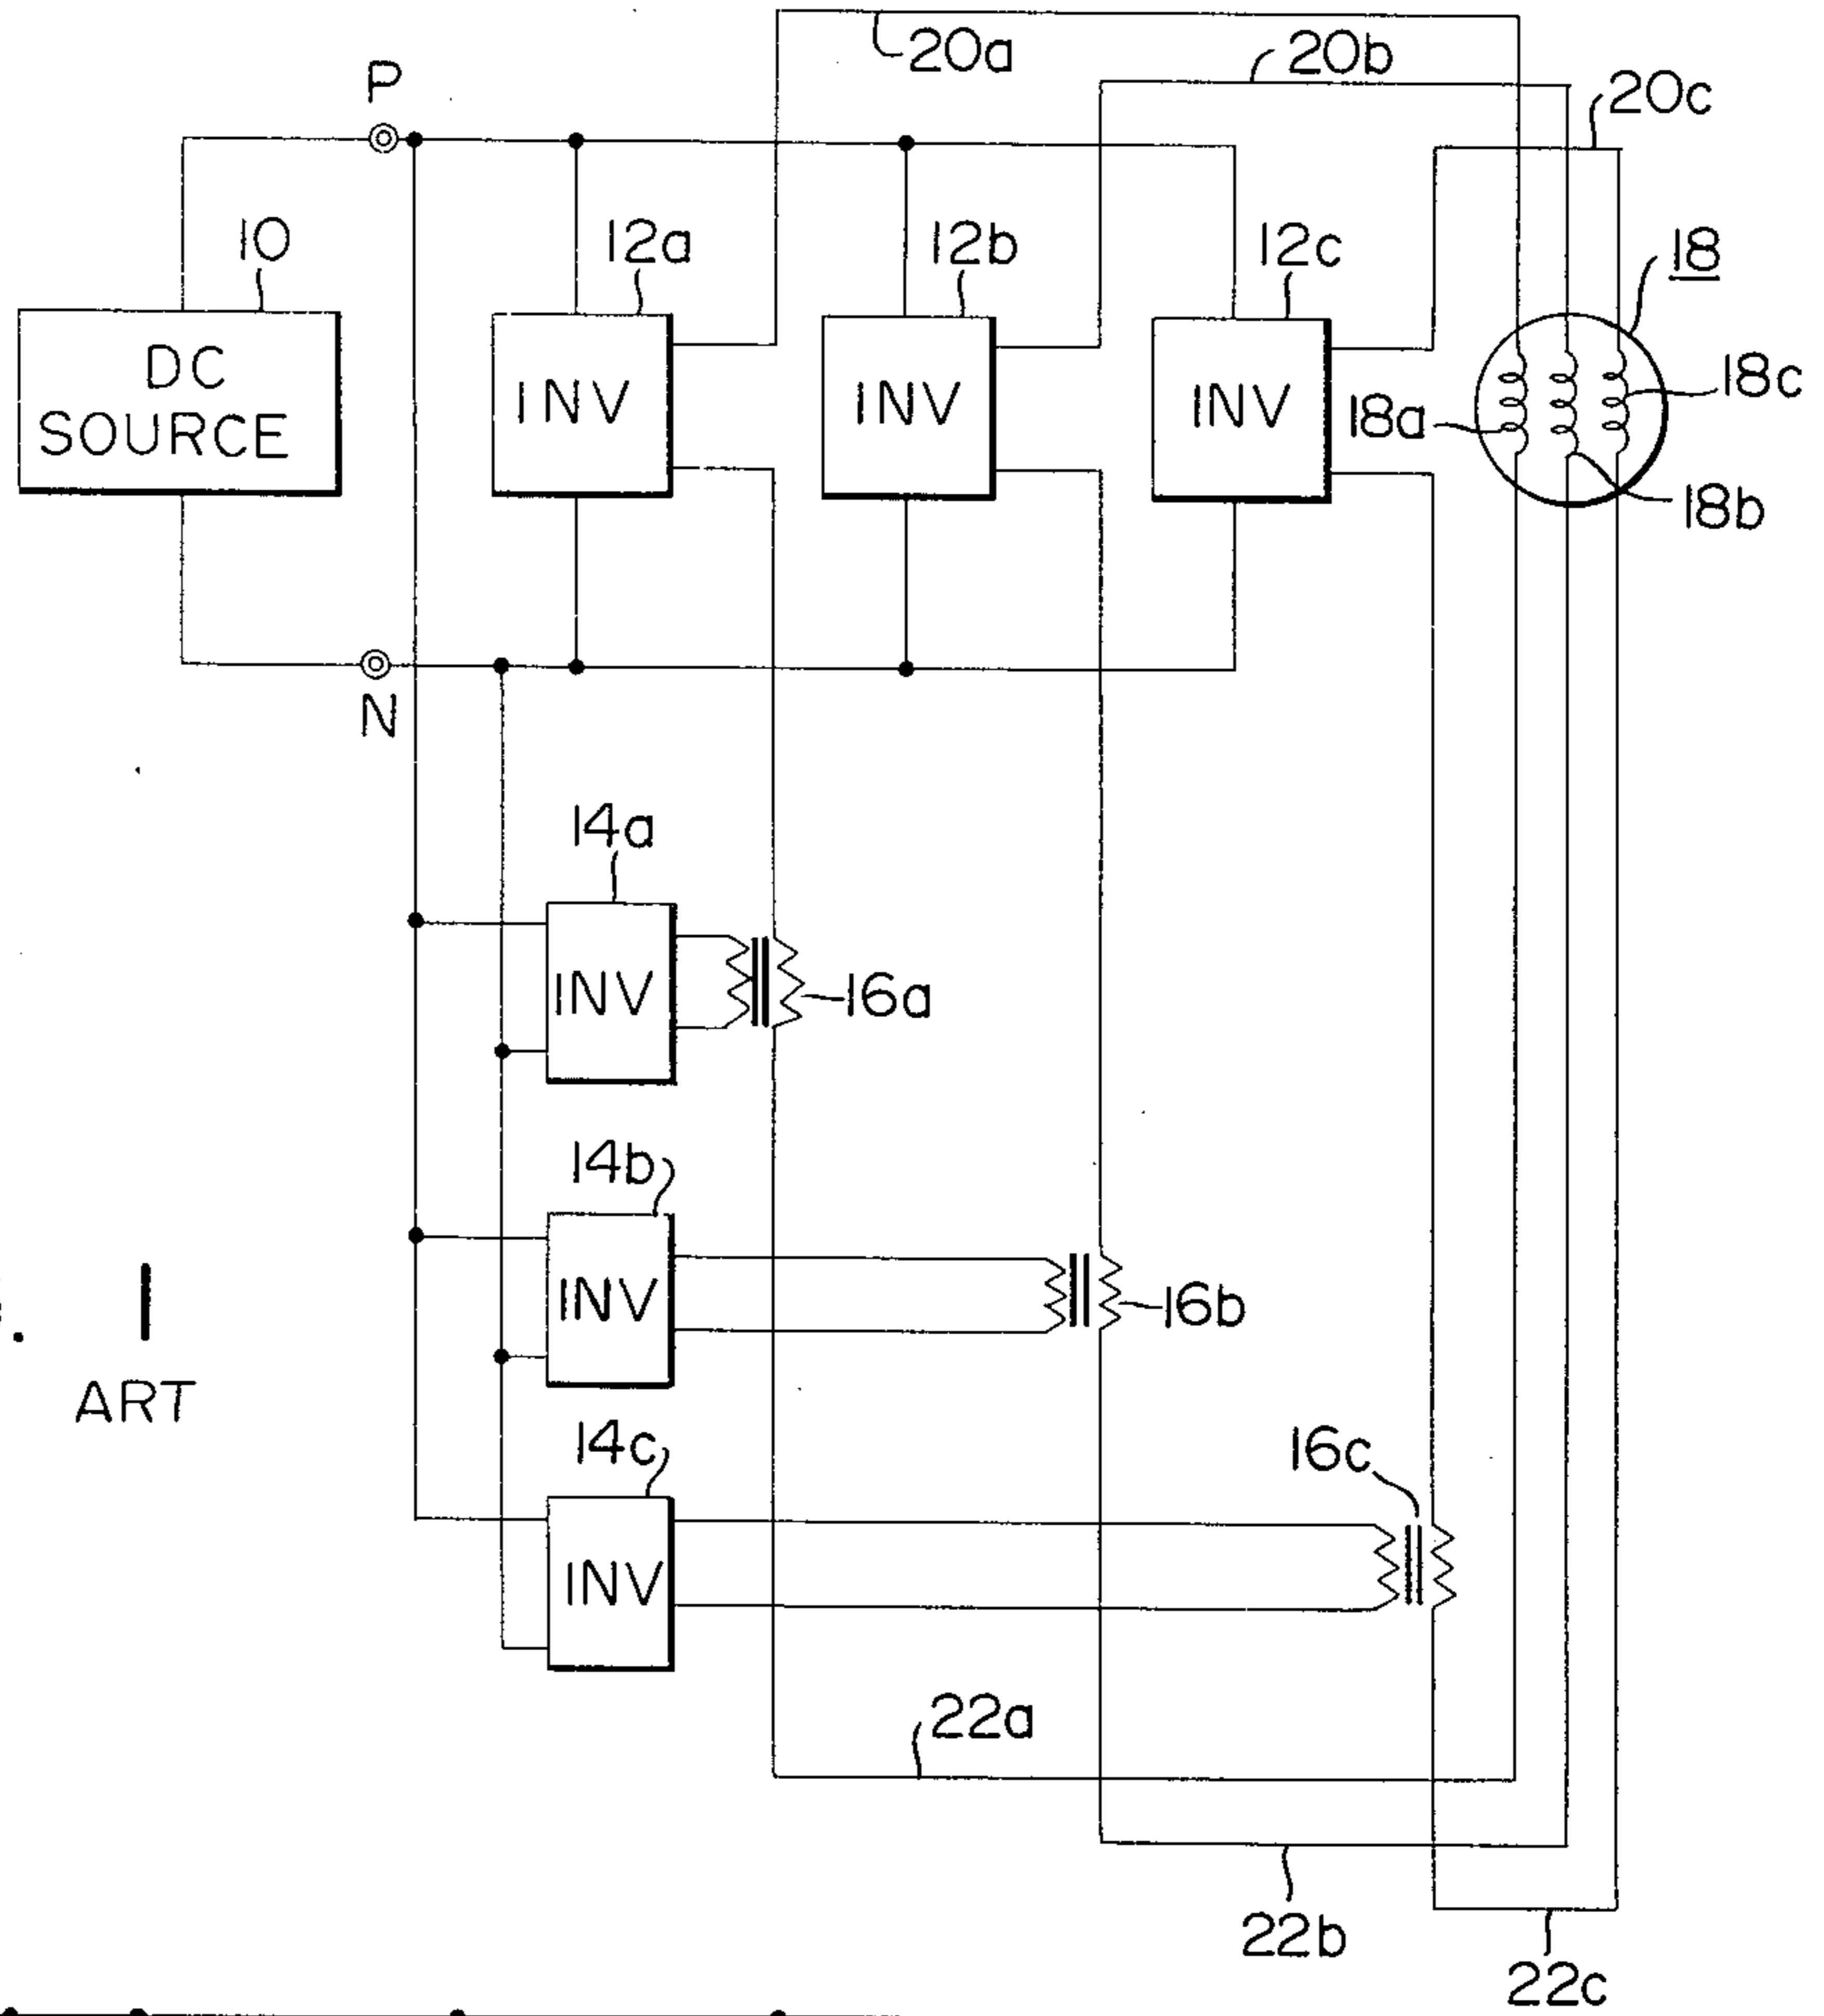 20a
20b
P
20c
10
12a
12b
12c
18
DC
SOURCE
INV
INV
INV
18a
18c
18b
N
14a
INV
16a
14b
INV
16b
. 1
ART
14c
16c
INV
22a
22b
22c